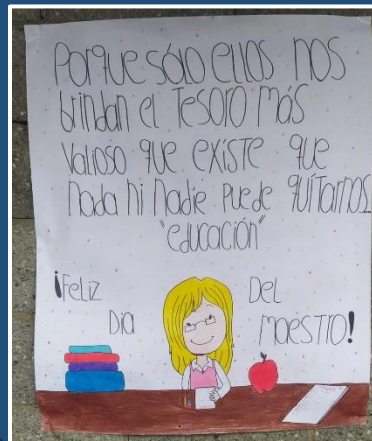 Porque sólo ellos nos
brindan el Tesoro más
Valioso que existe que
Nada ni Nadie puede quitarnos
"educación"
¡Feliz Del
Día Maestro!